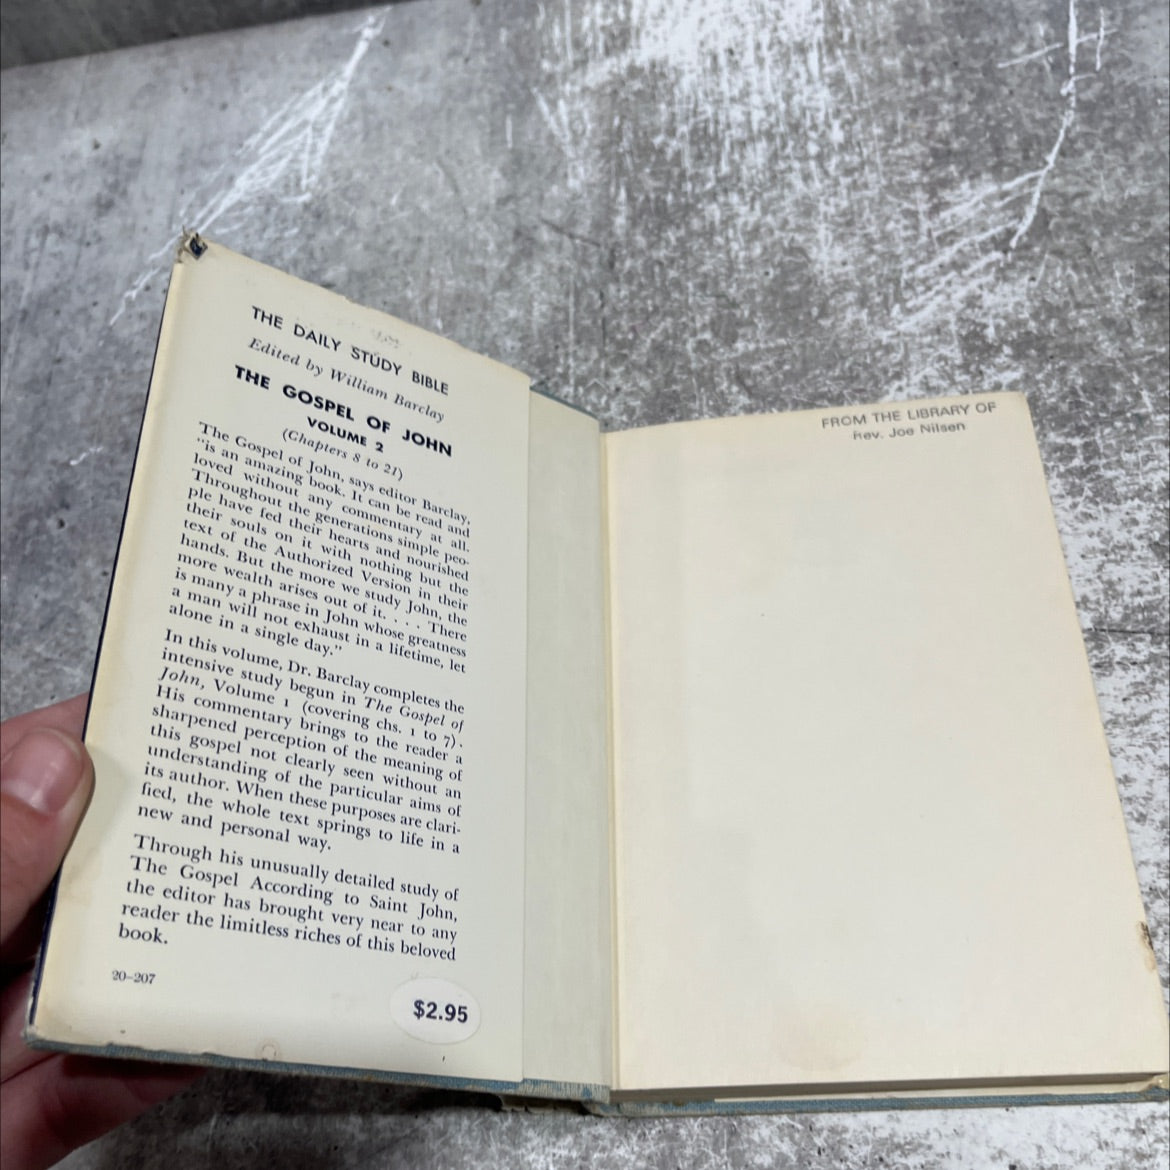 THE DAILY STUDY BIBLE
Edited by William Barclay
THE GOSPEL OF JOHN
VOLUME 2
(Chapters 8 to 21)
The Gospel of John, says editor Barclay,
"is an amazing book. It can be read and
loved without any commentary at all.
Throughout the generations simple peo-
ple have fed their hearts and nourished
their souls on it with nothing but the
text of the Authorized Version in their
hands. But the more we study John, the
more wealth arises out of it. . . . There
is many a phrase in John whose greatness
a man will not exhaust in a lifetime, let
alone in a single day."
In this volume, Dr. Barclay completes the
intensive study begun in The Gospel of
John, Volume 1 (covering chs. 1 to 7).
His commentary brings to the reader a
sharpened perception of the meaning of
this gospel not clearly seen without an
understanding of the particular aims of
its author. When these purposes are clari-
fied, the whole text springs to life in a
new and personal way.
Through his unusually detailed study of
The Gospel According to Saint John,
the editor has brought very near to any
reader the limitless riches of this beloved
book.
20–207
$2.95
FROM THE LIBRARY OF
Rev. Joe Nilsen